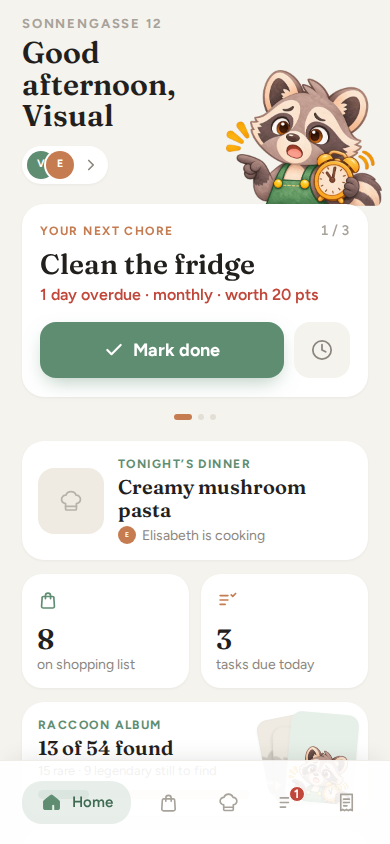 SONNENGASSE 12
Good
afternoon,
Visual
V E
YOUR NEXT CHORE
1 / 3
Clean the fridge
1 day overdue · monthly · worth 20 pts
Mark done
TONIGHT'S DINNER
Creamy mushroom
pasta
E Elisabeth is cooking
8
on shopping list
3
tasks due today
RACCOON ALBUM
13 of 54 found
15 rare · 9 legendary still to find
Home
1